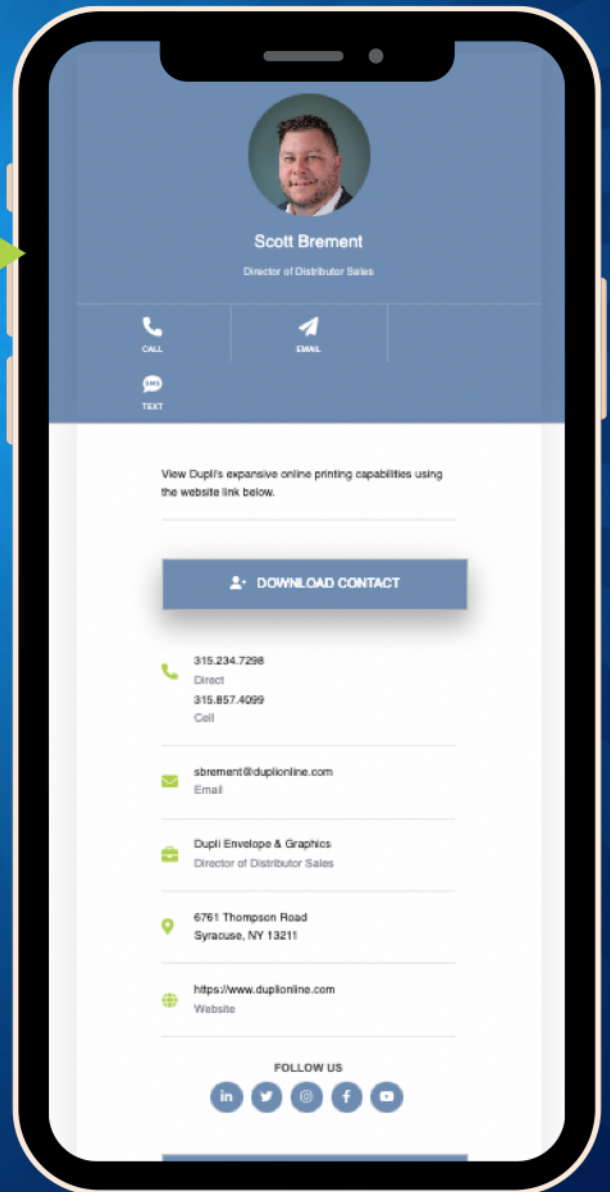 Scott Brement
Director of Distributor Sales
CALL
EMAIL
SMS
TEXT
View Dupli's expansive online printing capabilities using
the website link below.
DOWNLOAD CONTACT
315.234.7298
Direct
315.857.4099
Cell
sbrement@duplionline.com
Email
Dupli Envelope & Graphics
Director of Distributor Sales
6761 Thompson Road
Syracuse, NY 13211
https://www.duplionline.com
Website
FOLLOW US
in